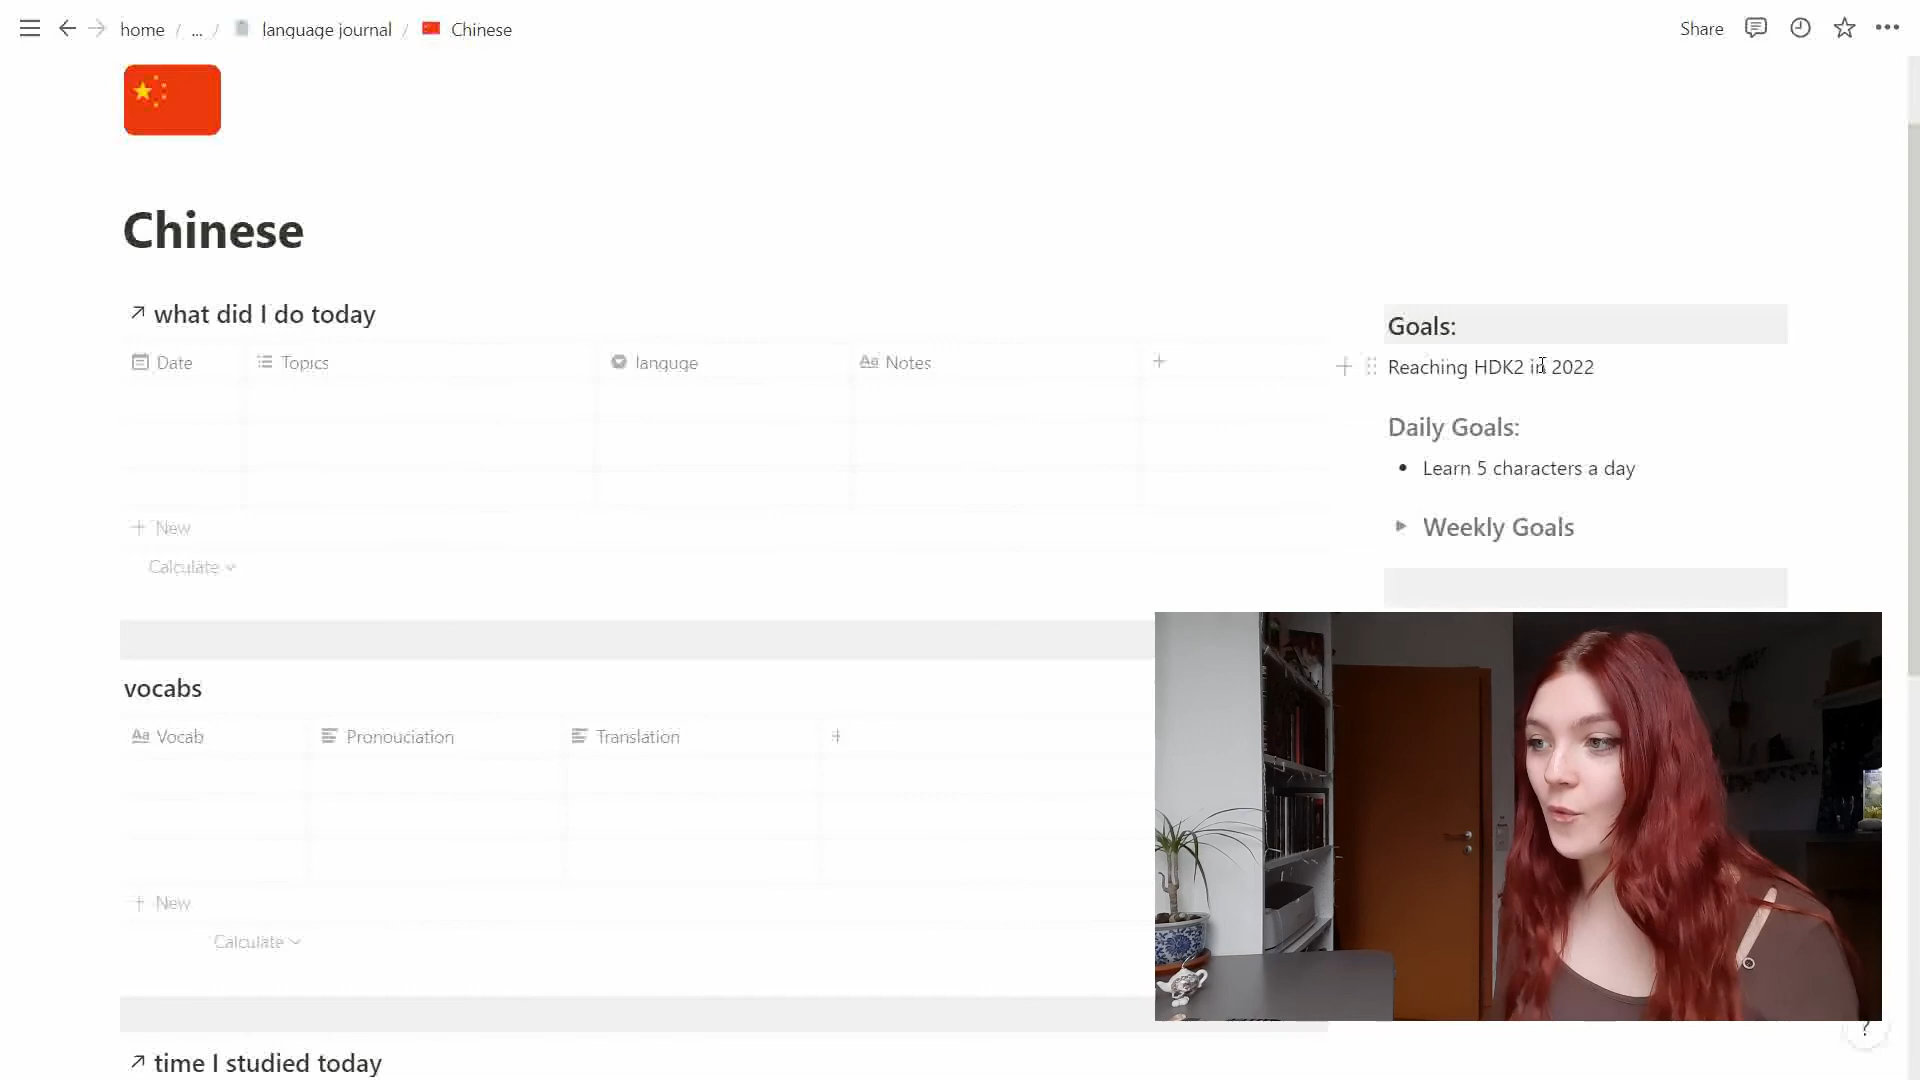 home / ... / language journal / Chinese
Share
Chinese
what did I do today
Date Topics languge Notes
New
Calculate
Goals:
Reaching HDK2 in 2022
Daily Goals:
• Learn 5 characters a day
Weekly Goals
vocabs
Aa Vocab Pronouciation Translation
New
Calculate
time I studied today
?